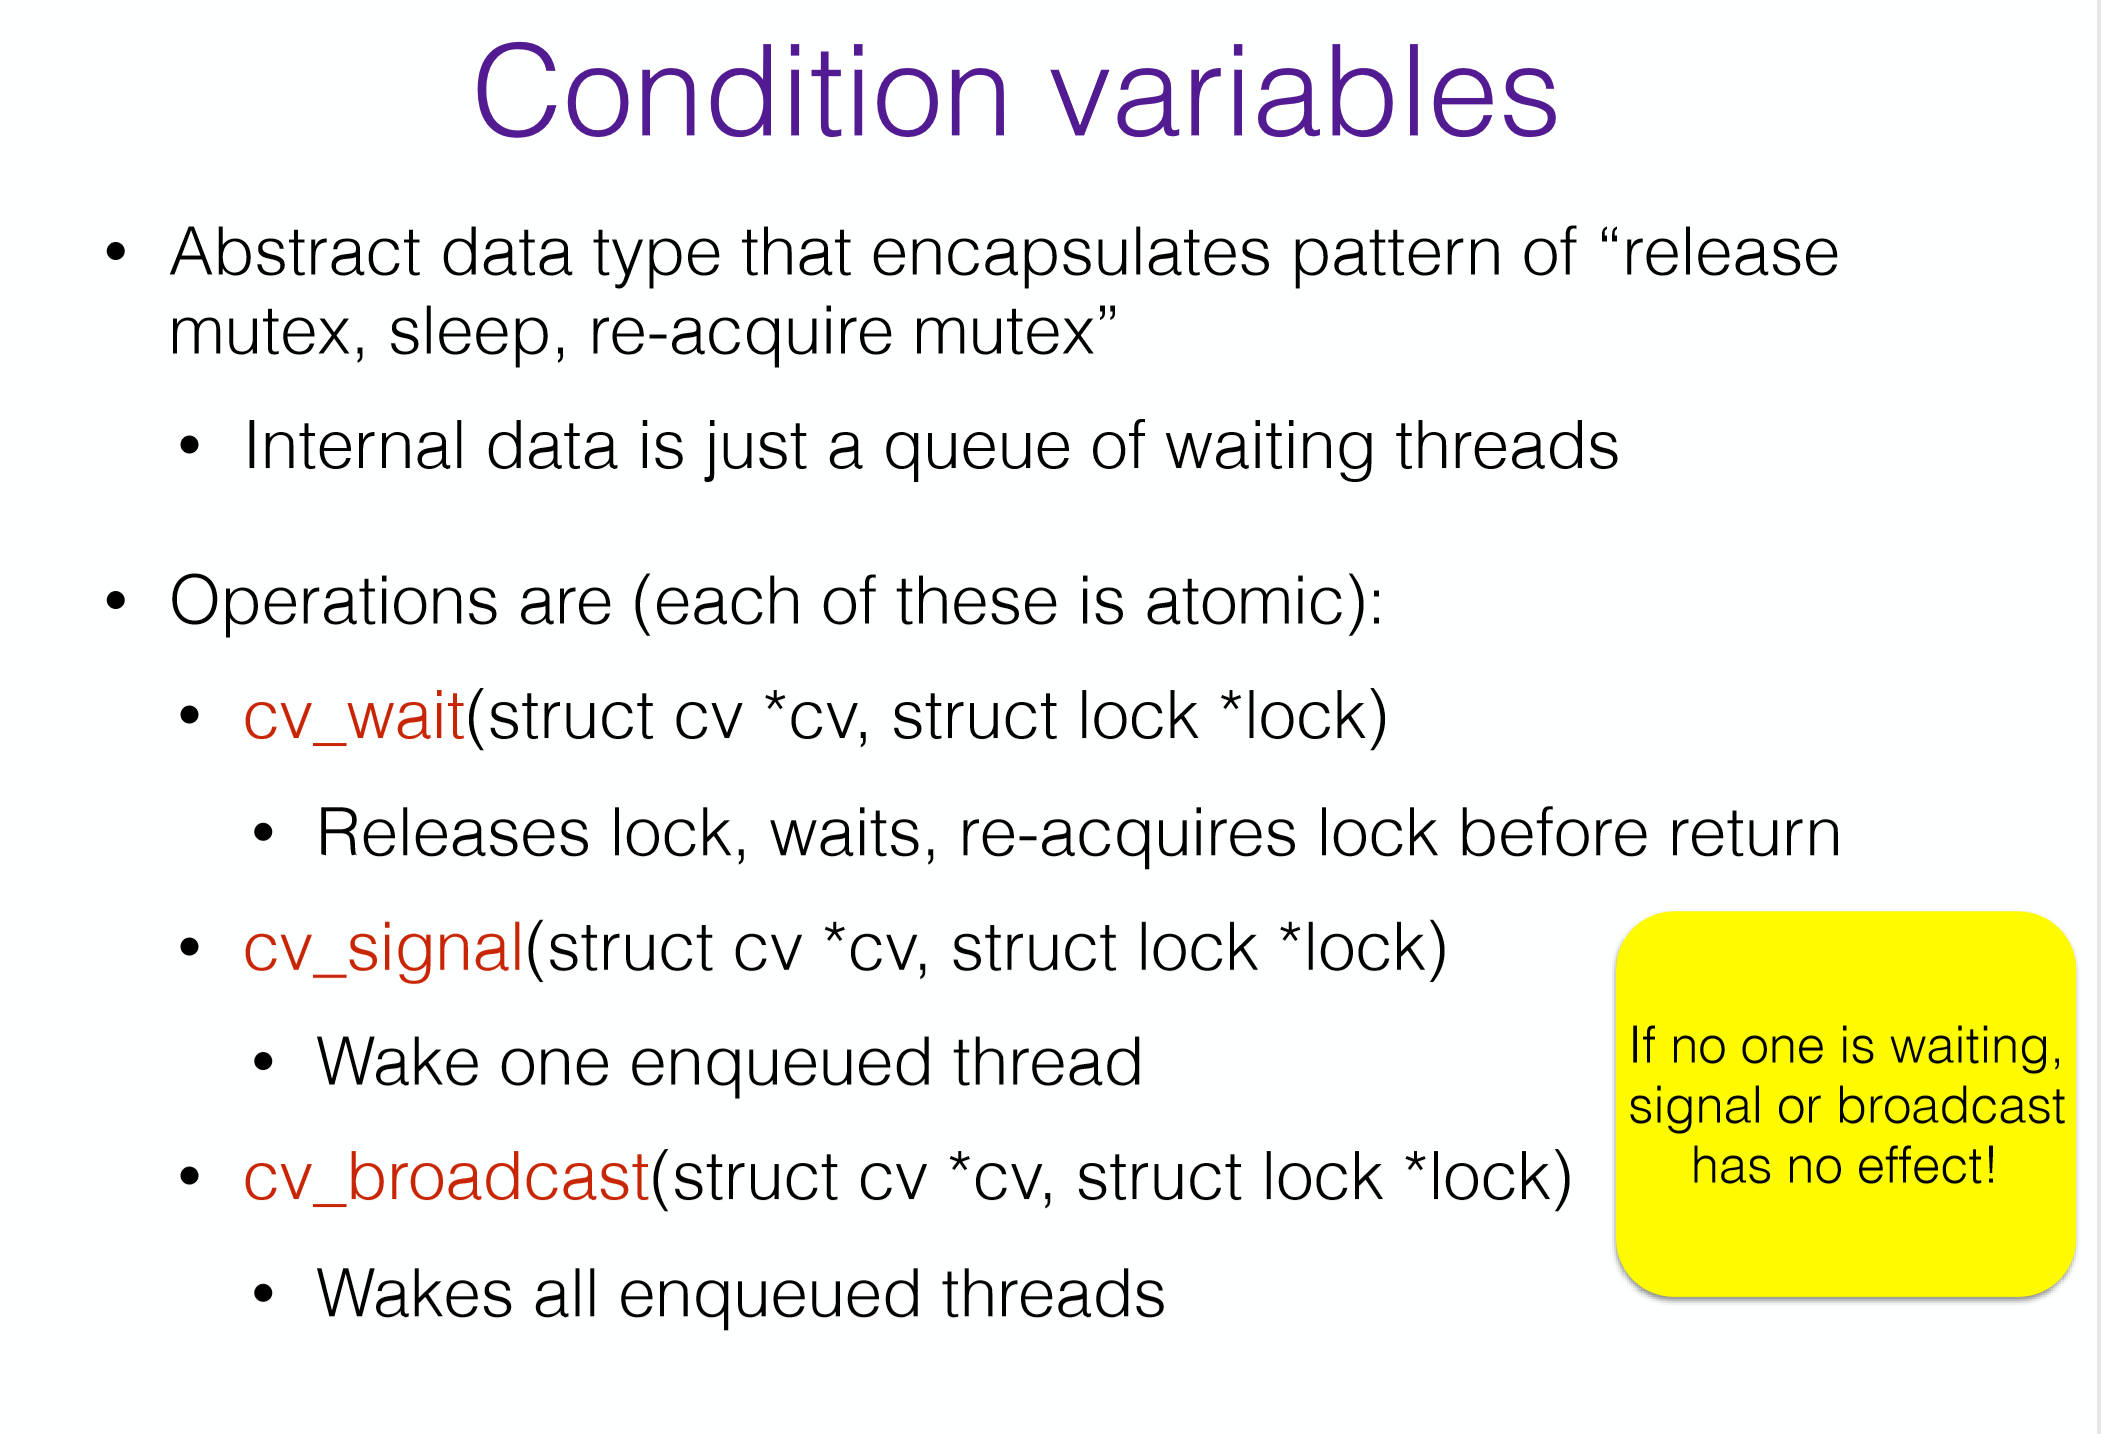 Condition variables
• Abstract data type that encapsulates pattern of “release
mutex, sleep, re-acquire mutex”
• Internal data is just a queue of waiting threads
• Operations are (each of these is atomic):
• cv_wait(struct cv *cv, struct lock *lock)
• Releases lock, waits, re-acquires lock before return
• cv_signal(struct cv *cv, struct lock *lock)
• Wake one enqueued thread
• cv_broadcast(struct cv *cv, struct lock *lock)
• Wakes all enqueued threads
If no one is waiting,
signal or broadcast
has no effect!